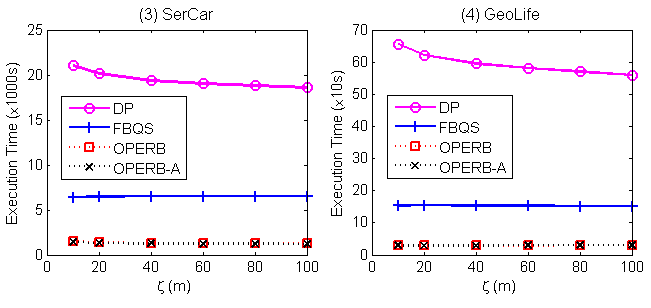 (3) SerCar
Execution Time (x1000s)
25
20
15
10
5
0
DP
FBQS
OPERB
OPERB-A
0 20 40 60 80 100
ζ (m)
(4) GeoLife
Execution Time (x10s)
70
60
50
40
30
20
10
0
DP
FBQS
OPERB
OPERB-A
0 20 40 60 80 100
ζ (m)